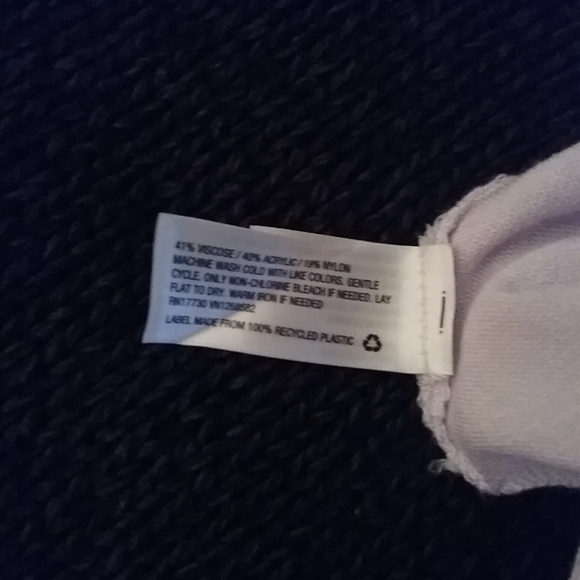 41% VISCOSE / 40% ACRYLIC / 19% NYLON
MACHINE WASH COLD WITH LIKE COLORS. GENTLE
CYCLE. ONLY NON-CHLORINE BLEACH IF NEEDED. LAY
FLAT TO DRY. WARM IRON IF NEEDED
RN17730
LABEL MADE FROM 100% RECYCLED PLASTIC